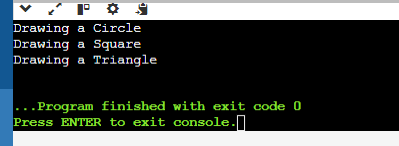 Drawing a Circle
Drawing a Square
Drawing a Triangle
...Program finished with exit code 0
Press ENTER to exit console.